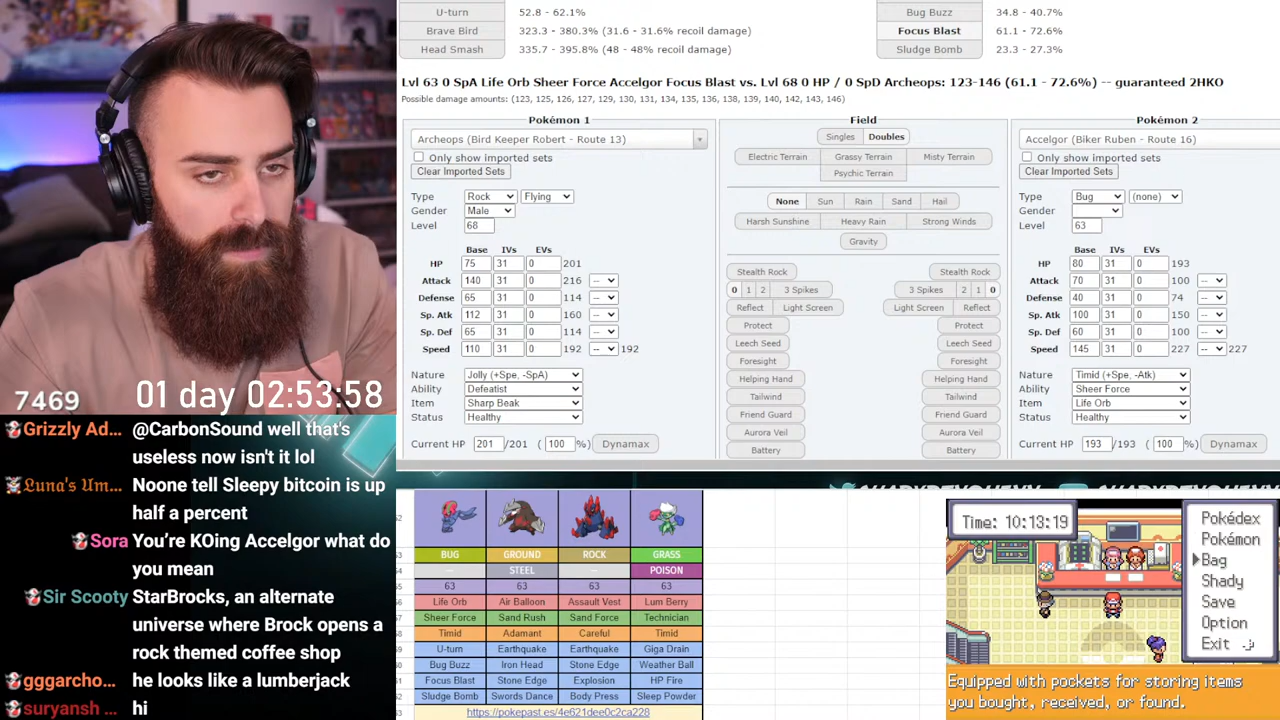 U-turn 52.8 - 62.1%
Brave Bird 323.3 - 380.3% (31.6 - 31.6% recoil damage)
Head Smash 335.7 - 395.8% (48 - 48% recoil damage)
Bug Buzz 34.8 - 40.7%
Focus Blast 61.1 - 72.6%
Sludge Bomb 23.3 - 27.3%
Lvl 63 0 SpA Life Orb Sheer Force Accelgor Focus Blast vs. Lvl 68 0 HP / 0 SpD Archeops: 123-146 (61.1 - 72.6%) -- guaranteed 2HKO
Possible damage amounts: (123, 125, 126, 127, 129, 130, 131, 134, 135, 136, 138, 139, 140, 142, 143, 146)
Pokémon 1
Archeops (Bird Keeper Robert - Route 13)
Only show imported sets
Clear Imported Sets
Type Rock Flying
Gender Male
Level 68
Base IVs EVs
HP 75 31 0 201
Attack 140 31 0 216 --
Defense 65 31 0 114 --
Sp. Atk 112 31 0 160 --
Sp. Def 65 31 0 114 --
Speed 110 31 0 192 -- 192
Nature Jolly (+Spe, -SpA)
Ability Defeatist
Item Sharp Beak
Status Healthy
Current HP 201 /201 ( 100 %) Dynamax
Field
Singles Doubles
Electric Terrain Grassy Terrain Misty Terrain
Psychic Terrain
None Sun Rain Sand Hail
Harsh Sunshine Heavy Rain Strong Winds
Gravity
Stealth Rock Stealth Rock
0 1 2 3 Spikes 3 Spikes 2 1 0
Reflect Light Screen Light Screen Reflect
Protect Protect
Leech Seed Leech Seed
Foresight Foresight
Helping Hand Helping Hand
Tailwind Tailwind
Friend Guard Friend Guard
Aurora Veil Aurora Veil
Battery Battery
Pokémon 2
Accelgor (Biker Ruben - Route 16)
Only show imported sets
Clear Imported Sets
Type Bug (none)
Gender
Level 63
Base IVs EVs
HP 80 31 0 193
Attack 70 31 0 100 --
Defense 40 31 0 74 --
Sp. Atk 100 31 0 150 --
Sp. Def 60 31 0 100 --
Speed 145 31 0 227 -- 227
Nature Timid (+Spe, -Atk)
Ability Sheer Force
Item Life Orb
Status Healthy
Current HP 193 /193 ( 100 %) Dynamax
7469 01 day 02:53:58
Grizzly Ad... @CarbonSound well that's
useless now isn't it lol
Luna's Um... Noone tell Sleepy bitcoin is up
half a percent
Sora You're KOing Accelgor what do
you mean
Sir Scooty StarBrocks, an alternate
universe where Brock opens a
rock themed coffee shop
gggarcho... he looks like a lumberjack
suryansh ... hi
BUG GROUND ROCK GRASS
-- STEEL -- POISON
63 63 63 63
Life Orb Air Balloon Assault Vest Lum Berry
Sheer Force Sand Rush Sand Force Technician
Timid Adamant Careful Timid
U-turn Earthquake Earthquake Giga Drain
Bug Buzz Iron Head Stone Edge Weather Ball
Focus Blast Stone Edge Explosion HP Fire
Sludge Bomb Swords Dance Body Press Sleep Powder
https://pokepast.es/4e621dee0c2ca228
Time: 10:13:19
Pokédex
Pokémon
Bag
Shady
Save
Option
Exit
Equipped with pockets for storing items
you bought, received, or found.